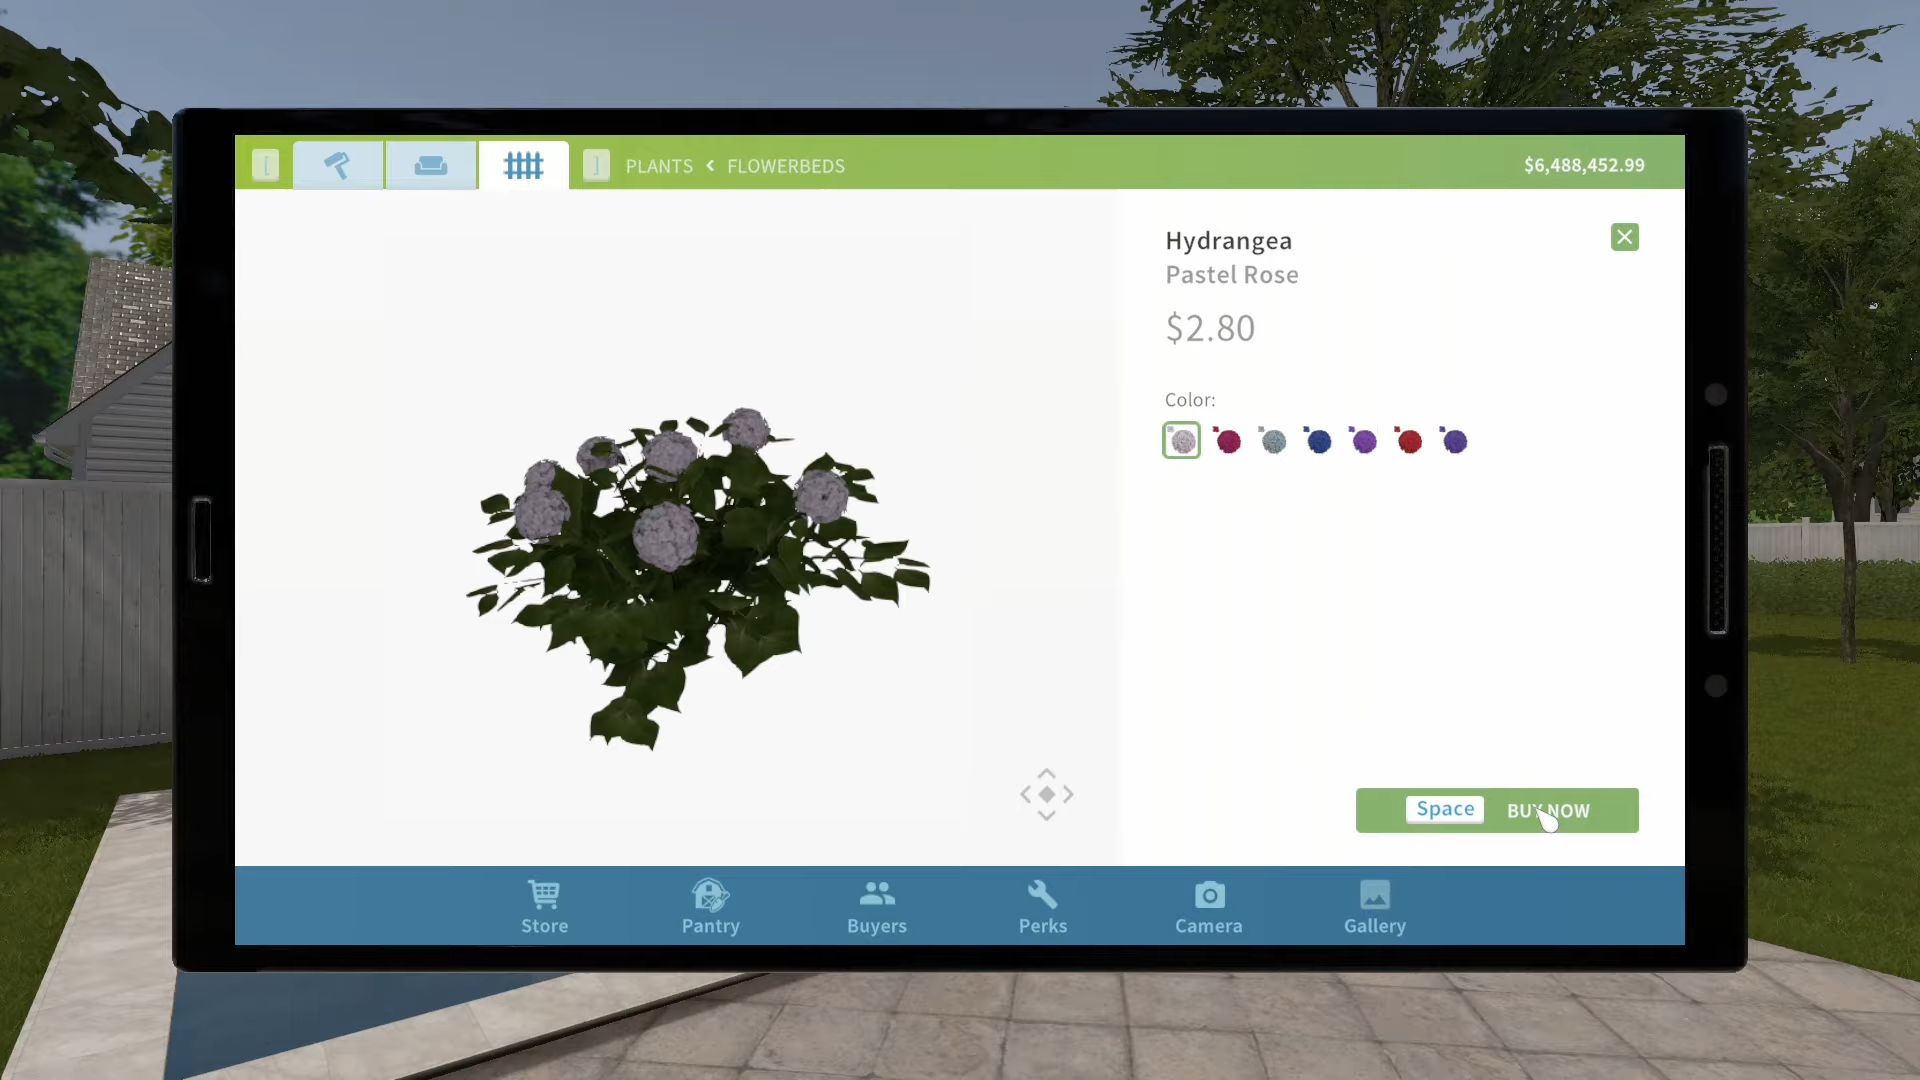 [ ] PLANTS < FLOWERBEDS $6,488,452.99
Hydrangea
Pastel Rose
$2.80
Color:
Space BUY NOW
Store Pantry Buyers Perks Camera Gallery